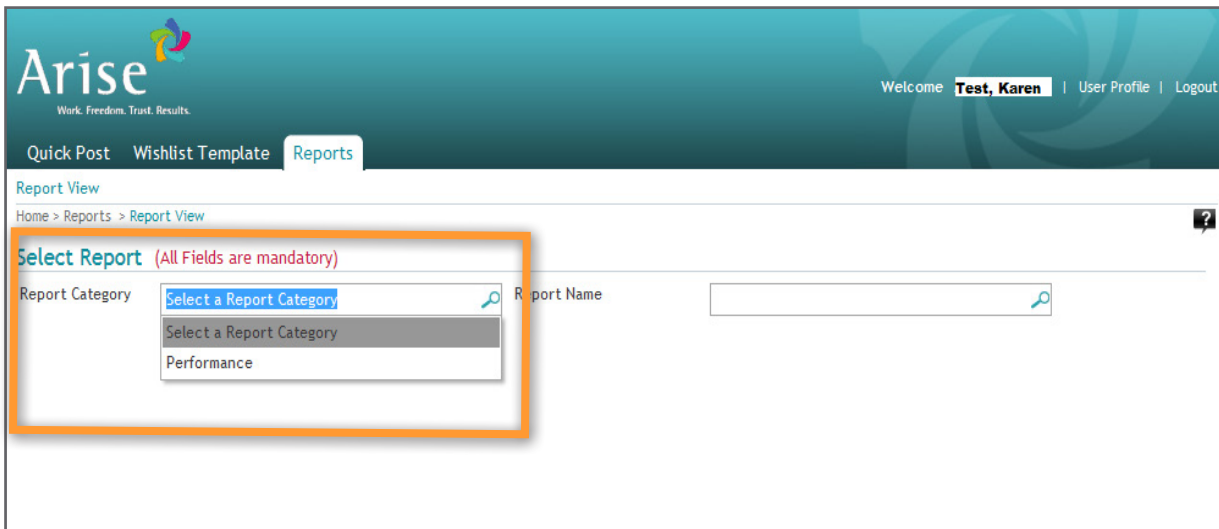 Arise
Work. Freedom. Trust. Results.
Welcome Test, Karen | User Profile | Logout
Quick Post Wishlist Template Reports
Report View
Home > Reports > Report View
?
Select Report (All Fields are mandatory)
Report Category Select a Report Category Report Name
Select a Report Category
Performance